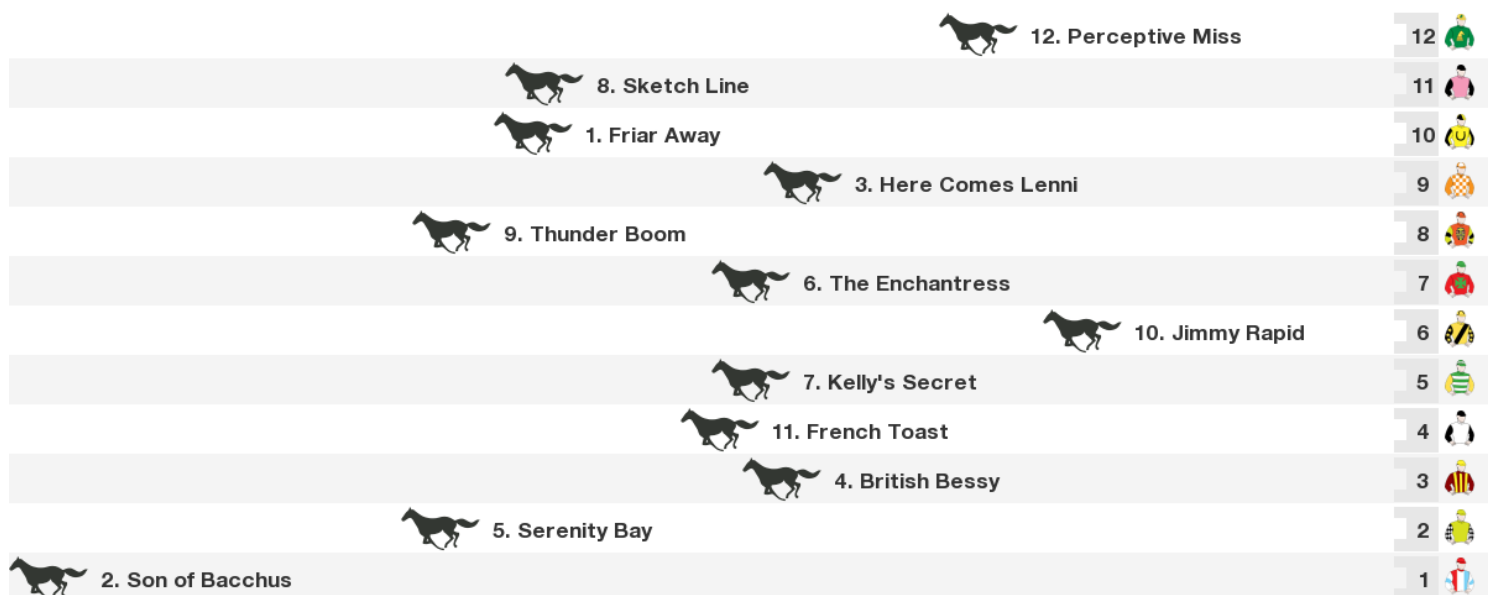 12. Perceptive Miss 12
8. Sketch Line 11
1. Friar Away 10
3. Here Comes Lenni 9
9. Thunder Boom 8
6. The Enchantress 7
10. Jimmy Rapid 6
7. Kelly's Secret 5
11. French Toast 4
4. British Bessy 3
5. Serenity Bay 2
2. Son of Bacchus 1